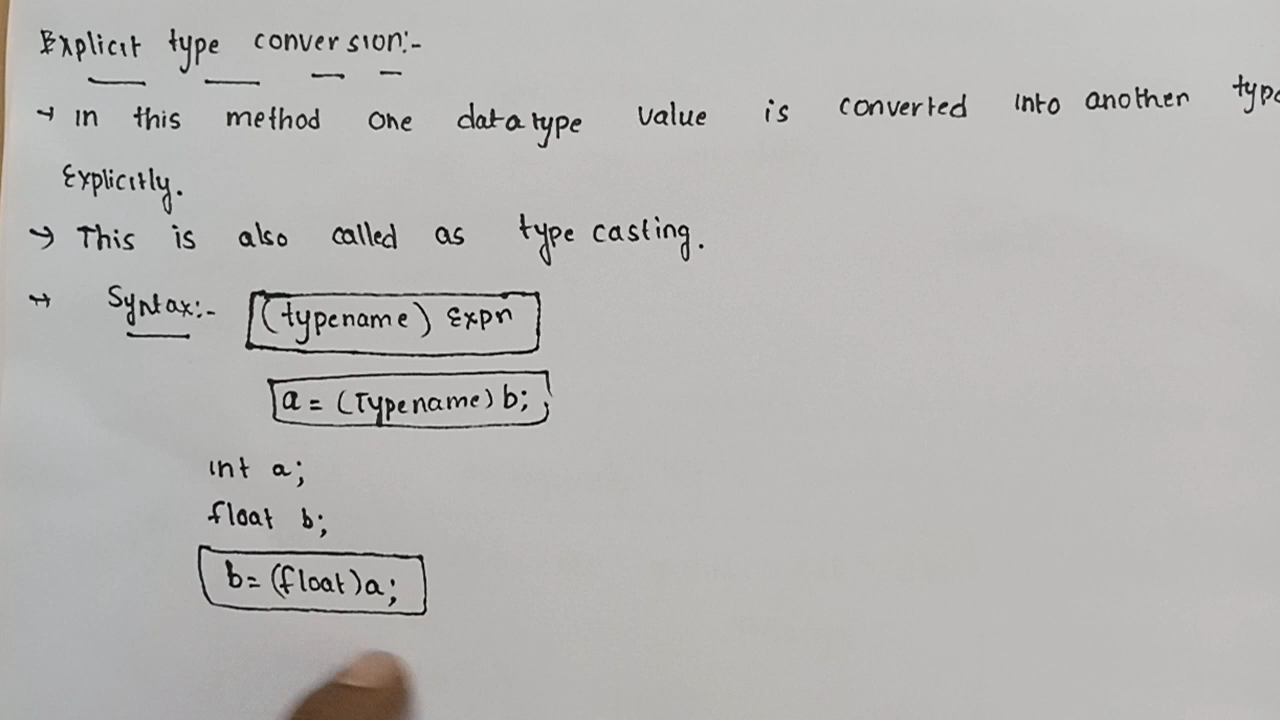 Explicit type conversion:-
→ in this method one datatype value is converted into another type
Explicitly.
→ This is also called as type casting.
→ Syntax:- (typename) Expn
a = (Typename) b;
int a;
float b;
b = (float)a;